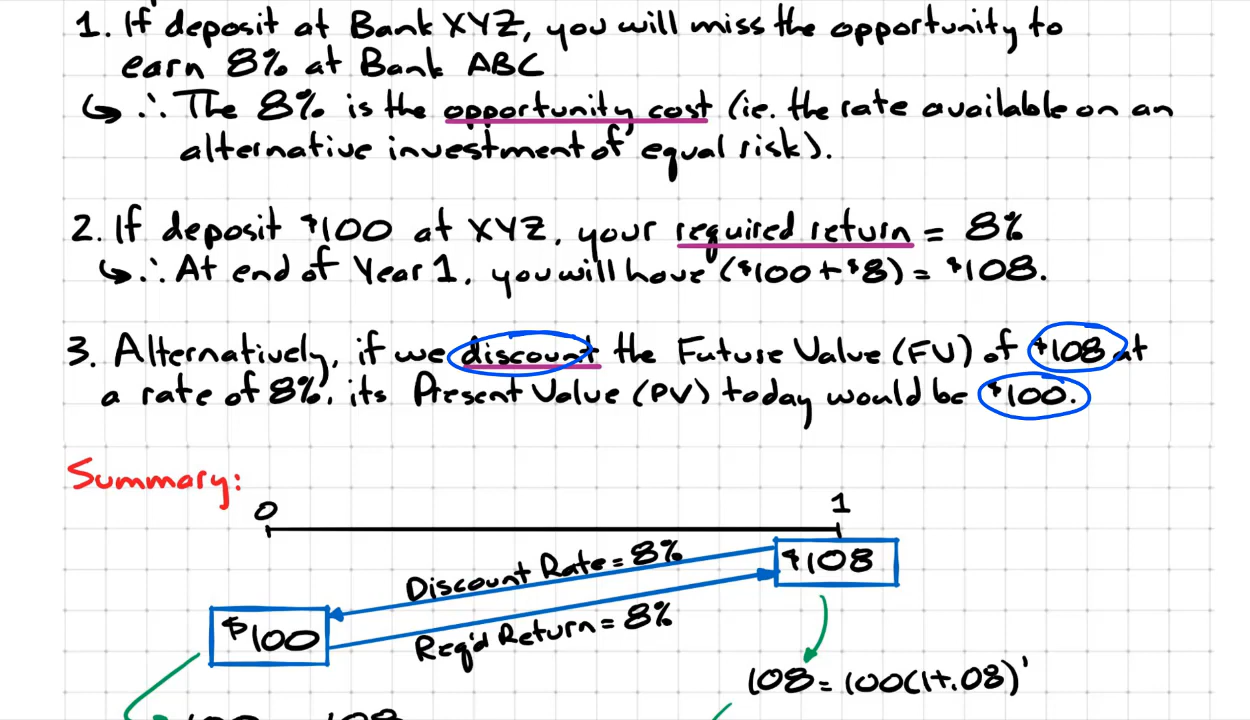 1. If deposit at Bank XYZ, you will miss the opportunity to
earn 8% at Bank ABC
↳ ∴ The 8% is the opportunity cost (ie. the rate available on an
alternative investment of equal risk).
2. If deposit $100 at XYZ, your required return = 8%
↳ ∴ At end of Year 1, you will have ($100 + $8) = $108.
3. Alternatively, if we discount the Future Value (FV) of $108 at
a rate of 8%, its Present Value (PV) today would be $100.
Summary:
0 1
Discount Rate = 8%
$108
$100
Req'd Return = 8%
108 = 100(1+.08)¹